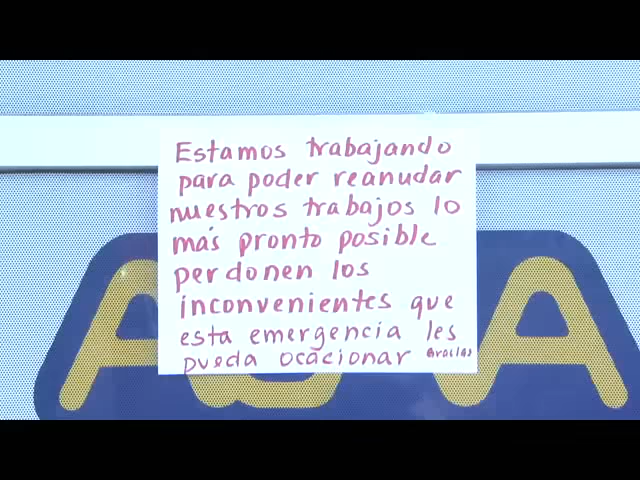 Estamos trabajando
para poder reanudar
nuestros trabajos lo
más pronto posible
perdonen los
inconvenientes que
esta emergencia les
pueda ocacionar Gracias